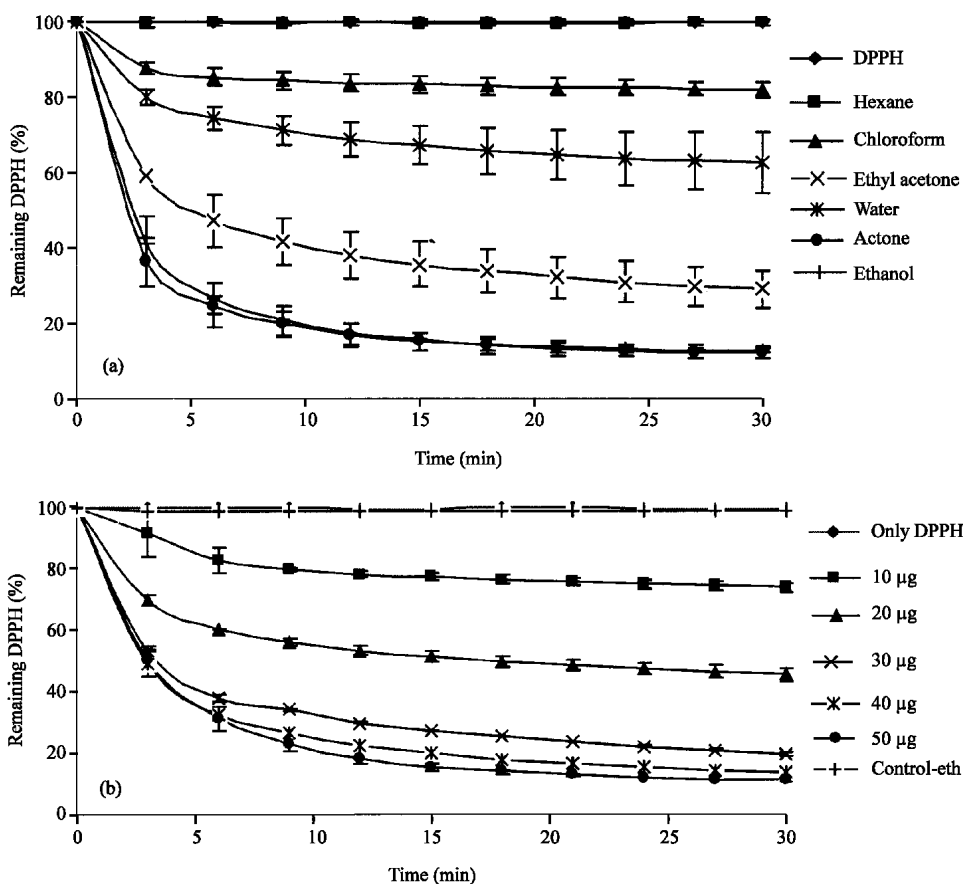 100
80
60
40
20
0
Remaining DPPH (%)
(a)
0 5 10 15 20 25 30
Time (min)
DPPH
Hexane
Chloroform
Ethyl acetone
Water
Actone
Ethanol
100
80
60
40
20
0
Remaining DPPH (%)
(b)
0 5 10 15 20 25 30
Time (min)
Only DPPH
10 µg
20 µg
30 µg
40 µg
50 µg
Control-eth